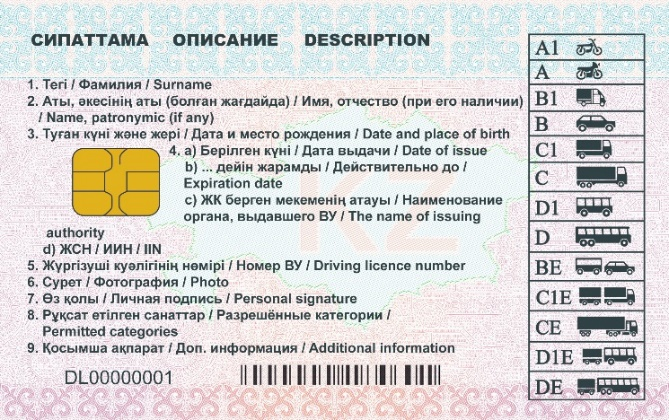 СИПАТТАМА ОПИСАНИЕ DESCRIPTION
1. Тегі / Фамилия / Surname
2. Аты, әкесінің аты (болған жағдайда) / Имя, отчество (при его наличии)
/ Name, patronymic (if any)
3. Туған күні және жері / Дата и место рождения / Date and place of birth
4. a) Берілген күні / Дата выдачи / Date of issue
b) ... дейін жарамды / Действительно до /
Expiration date
c) ЖК берген мекеменің атауы / Наименование
органа, выдавшего ВУ / The name of issuing
authority
d) ЖСН / ИИН / IIN
5. Жүргізуші куәлігінің нөмірі / Номер ВУ / Driving licence number
6. Сурет / Фотография / Photo
7. Өз қолы / Личная подпись / Personal signature
8. Рұқсат етілген санаттар / Разрешённые категории /
Permitted categories
9. Қосымша ақпарат / Доп. информация / Additional information
DL00000001
KZ
A1
A
B1
B
C1
C
D1
D
BE
C1E
CE
D1E
DE